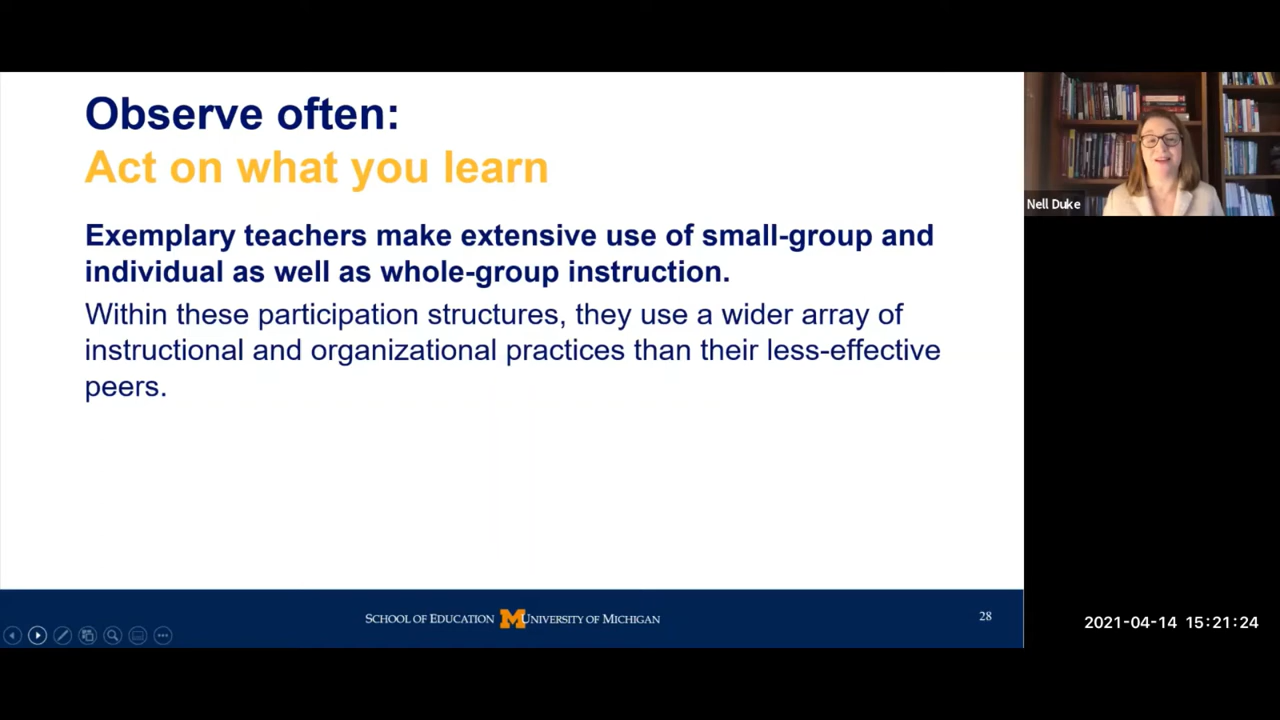 Observe often:
Act on what you learn
Exemplary teachers make extensive use of small-group and
individual as well as whole-group instruction.
Within these participation structures, they use a wider array of
instructional and organizational practices than their less-effective
peers.
Nell Duke
SCHOOL OF EDUCATION M UNIVERSITY OF MICHIGAN
28
2021-04-14 15:21:24